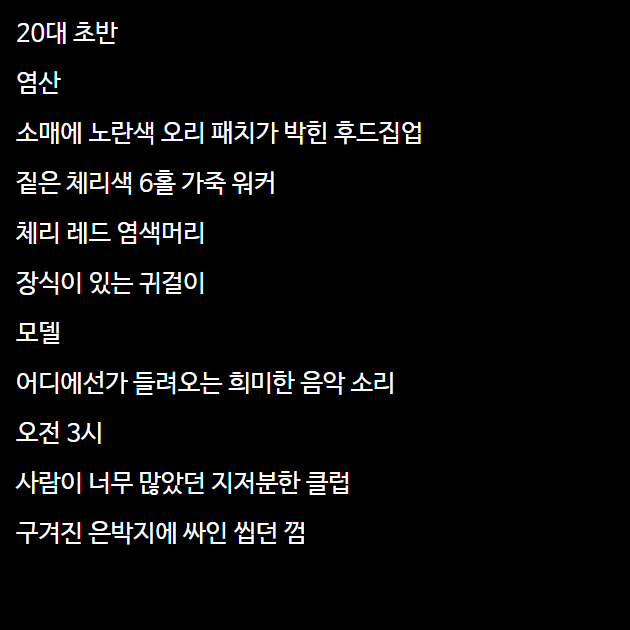 20대 초반
염산
소매에 노란색 오리 패치가 박힌 후드집업
짙은 체리색 6홀 가죽 워커
체리 레드 염색머리
장식이 있는 귀걸이
모델
어디에선가 들려오는 희미한 음악 소리
오전 3시
사람이 너무 많았던 지저분한 클럽
구겨진 은박지에 싸인 씹던 껌